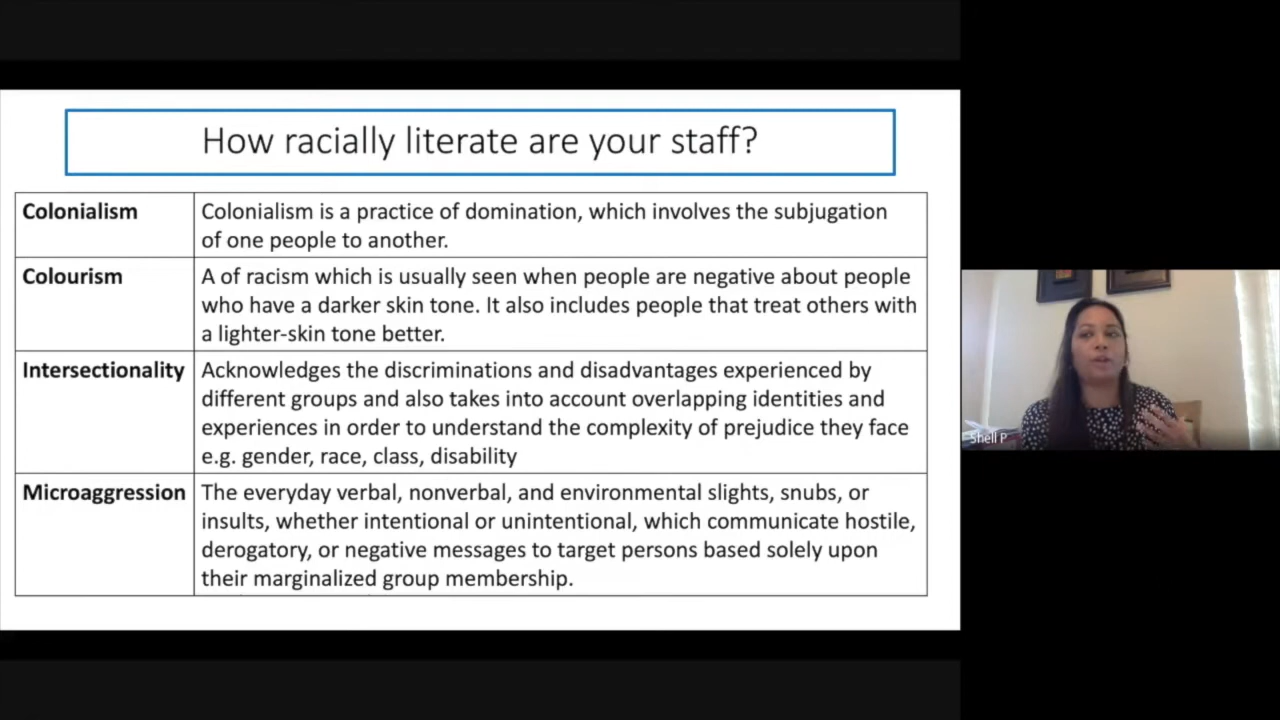 How racially literate are your staff?
Colonialism
Colonialism is a practice of domination, which involves the subjugation
of one people to another.
Colourism
A of racism which is usually seen when people are negative about people
who have a darker skin tone. It also includes people that treat others with
a lighter-skin tone better.
Intersectionality
Acknowledges the discriminations and disadvantages experienced by
different groups and also takes into account overlapping identities and
experiences in order to understand the complexity of prejudice they face
e.g. gender, race, class, disability
Microaggression
The everyday verbal, nonverbal, and environmental slights, snubs, or
insults, whether intentional or unintentional, which communicate hostile,
derogatory, or negative messages to target persons based solely upon
their marginalized group membership.
Shell P